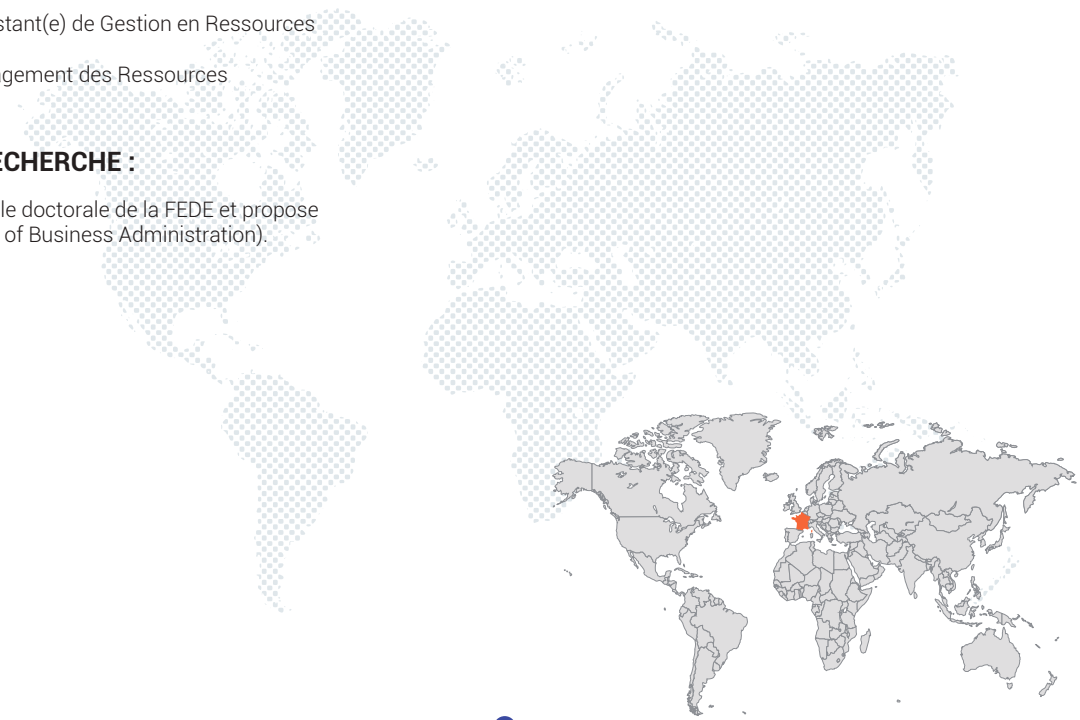 stant(e) de Gestion en Ressources
gement des Ressources
ECHERCHE :
le doctorale de la FEDE et propose
of Business Administration).